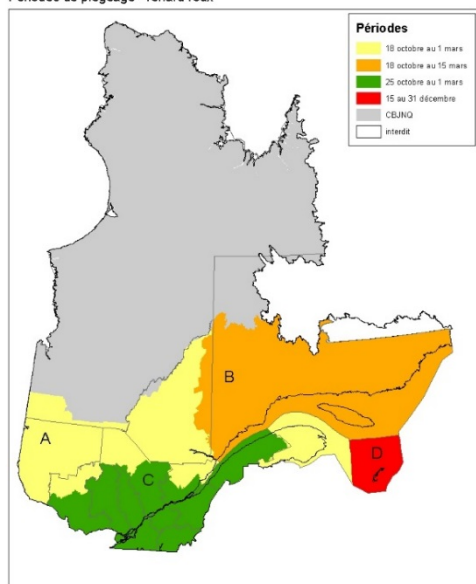 Périodes de piégeage - renard roux
Périodes
18 octobre au 1 mars
18 octobre au 15 mars
25 octobre au 1 mars
15 au 31 décembre
CBJNQ
interdit
B
A
D
C